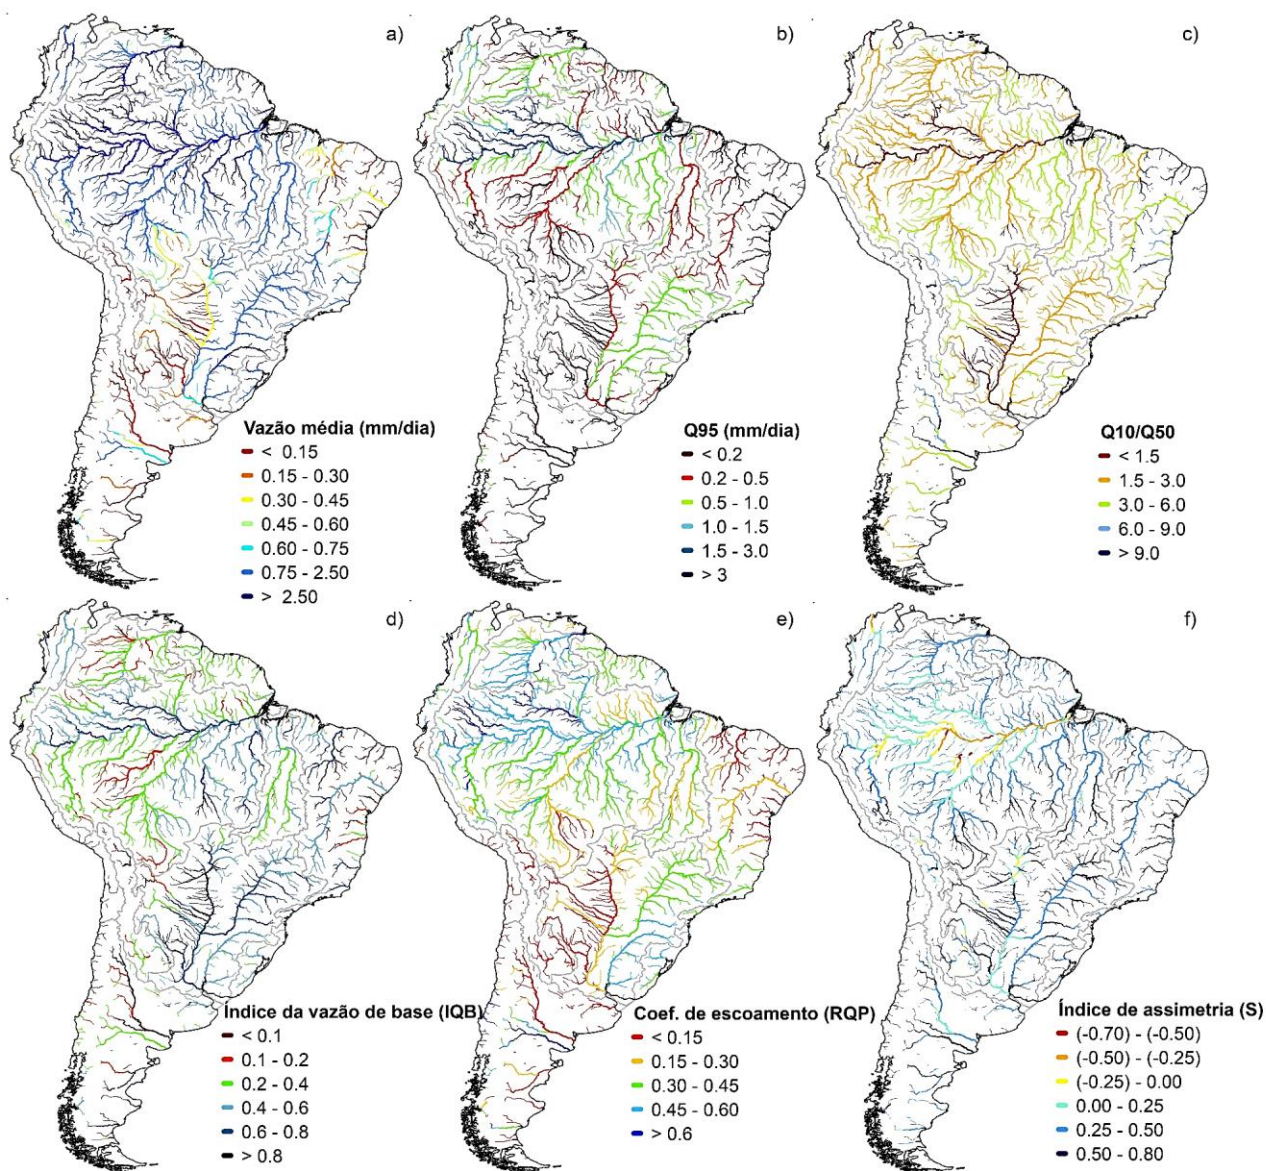 a)
b)
c)
Vazão média (mm/dia)
< 0.15
0.15 - 0.30
0.30 - 0.45
0.45 - 0.60
0.60 - 0.75
0.75 - 2.50
> 2.50
Q95 (mm/dia)
< 0.2
0.2 - 0.5
0.5 - 1.0
1.0 - 1.5
1.5 - 3.0
> 3
Q10/Q50
< 1.5
1.5 - 3.0
3.0 - 6.0
6.0 - 9.0
> 9.0
d)
e)
f)
Índice da vazão de base (IQB)
< 0.1
0.1 - 0.2
0.2 - 0.4
0.4 - 0.6
0.6 - 0.8
> 0.8
Coef. de escoamento (RQP)
< 0.15
0.15 - 0.30
0.30 - 0.45
0.45 - 0.60
> 0.6
Índice de assimetria (S)
(-0.70) - (-0.50)
(-0.50) - (-0.25)
(-0.25) - 0.00
0.00 - 0.25
0.25 - 0.50
0.50 - 0.80